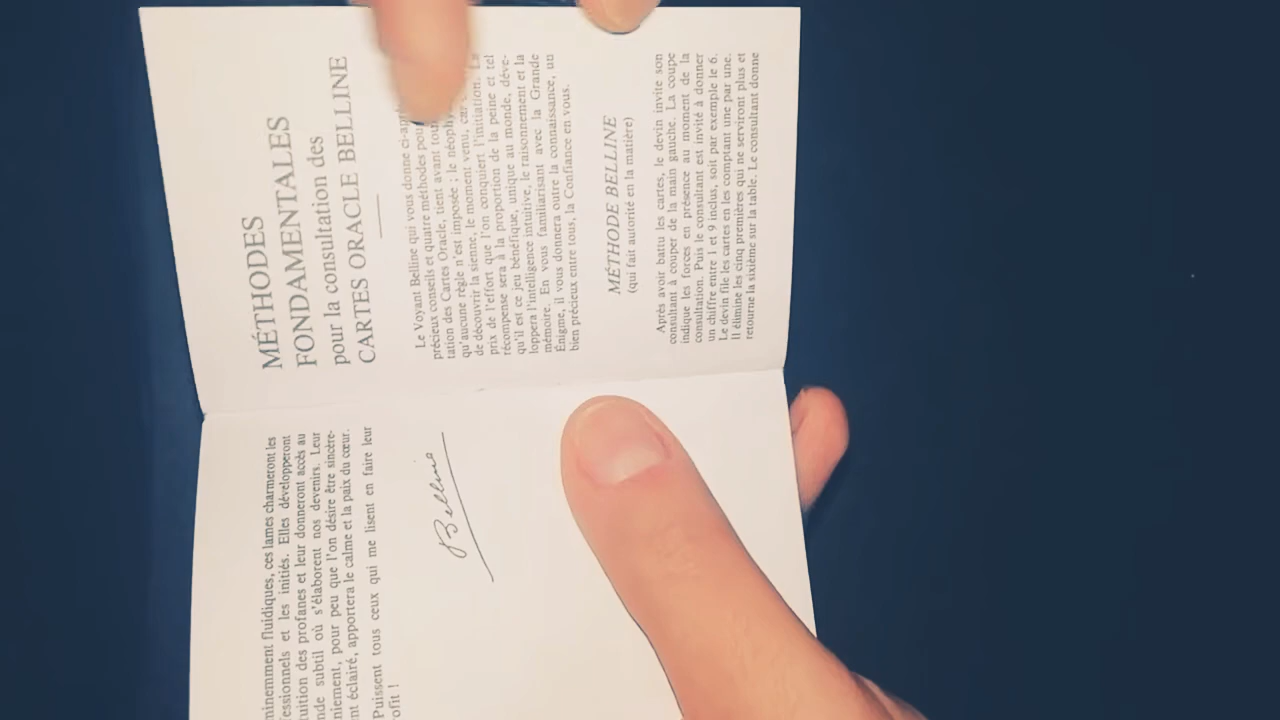 minemment fluidiques, ces lames charmeront les
fessionnels et les initiés. Elles développeront
tuition des profanes et leur donneront accès au
nde subtil où s'élaborent nos devenirs. Leur
niement, pour peu que l'on désire être sincère-
nt éclairé, apportera le calme et la paix du cœur.
Puissent tous ceux qui me lisent en faire leur
ofit !
Belline
MÉTHODES
FONDAMENTALES
pour la consultation des
CARTES ORACLE BELLINE
Le Voyant Belline qui vous donne ci-ap
précieux conseils et quatre méthodes pou
tation des Cartes Oracle, tient avant tou
qu'aucune règle n'est imposée ; le néophy
de découvrir la sienne, le moment venu, car
prix de l'effort que l'on conquiert l'initiation. La
récompense sera à la proportion de la peine et tel
qu'il est ce jeu bénéfique, unique au monde, déve-
loppera l'intelligence intuitive, le raisonnement et la
mémoire. En vous familiarisant avec la Grande
Énigme, il vous donnera outre la connaissance, un
bien précieux entre tous, la Confiance en vous.
MÉTHODE BELLINE
(qui fait autorité en la matière)
Après avoir battu les cartes, le devin invite son
consultant à couper de la main gauche. La coupe
indique les forces en présence au moment de la
consultation. Puis le consultant est invité à donner
un chiffre entre 1 et 9 inclus, soit par exemple le 6.
Le devin file les cartes en les comptant une par une.
Il élimine les cinq premières qui ne serviront plus et
retourne la sixième sur la table. Le consultant donne